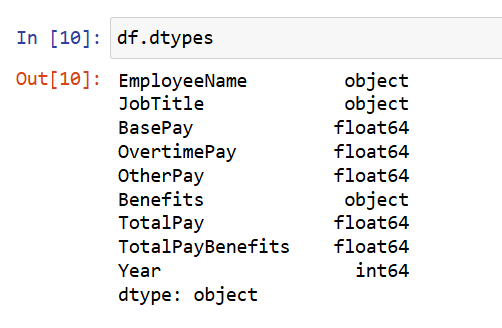 In [10]: df.dtypes
Out[10]: EmployeeName object
JobTitle object
BasePay float64
OvertimePay float64
OtherPay float64
Benefits object
TotalPay float64
TotalPayBenefits float64
Year int64
dtype: object